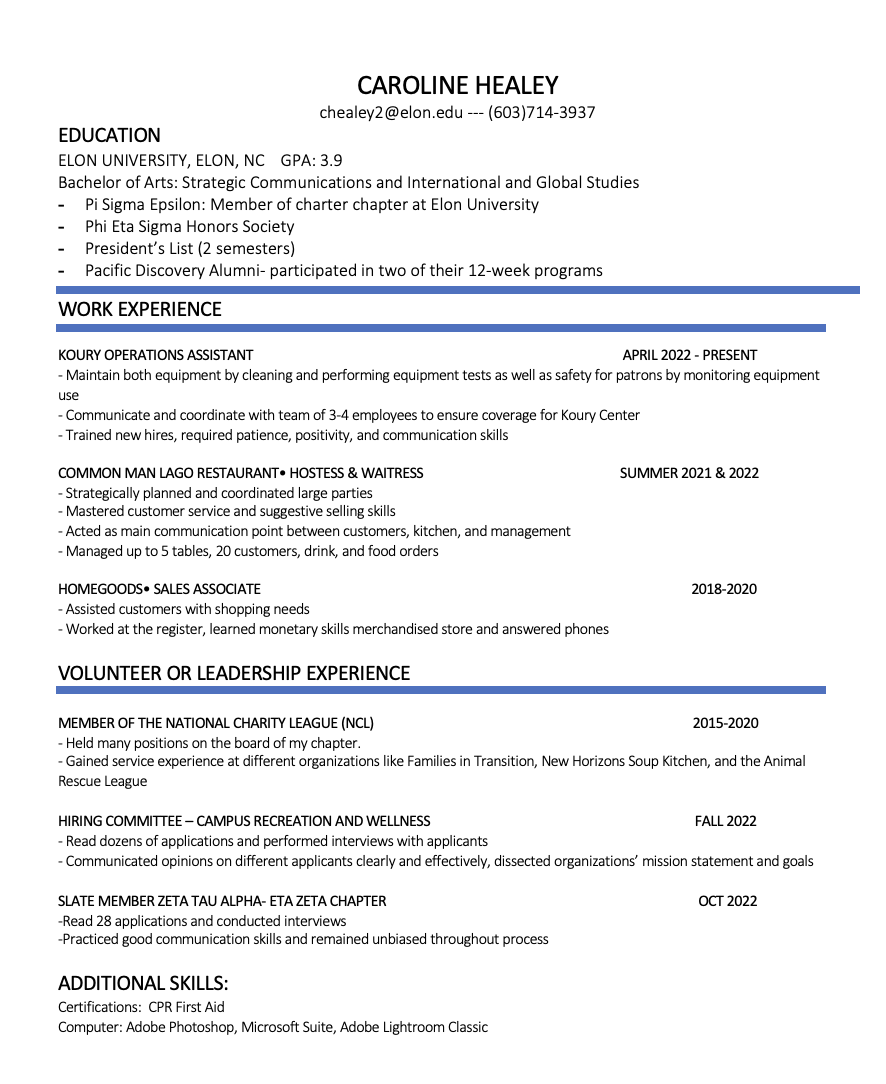 CAROLINE HEALEY
chealey2@elon.edu --- (603)714-3937
EDUCATION
ELON UNIVERSITY, ELON, NC    GPA: 3.9
Bachelor of Arts: Strategic Communications and International and Global Studies
- Pi Sigma Epsilon: Member of charter chapter at Elon University
- Phi Eta Sigma Honors Society
- President's List (2 semesters)
- Pacific Discovery Alumni- participated in two of their 12-week programs
WORK EXPERIENCE
KOURY OPERATIONS ASSISTANT    APRIL 2022 - PRESENT
- Maintain both equipment by cleaning and performing equipment tests as well as safety for patrons by monitoring equipment
use
- Communicate and coordinate with team of 3-4 employees to ensure coverage for Koury Center
- Trained new hires, required patience, positivity, and communication skills
COMMON MAN LAGO RESTAURANT• HOSTESS & WAITRESS    SUMMER 2021 & 2022
- Strategically planned and coordinated large parties
- Mastered customer service and suggestive selling skills
- Acted as main communication point between customers, kitchen, and management
- Managed up to 5 tables, 20 customers, drink, and food orders
HOMEGOODS• SALES ASSOCIATE    2018-2020
- Assisted customers with shopping needs
- Worked at the register, learned monetary skills merchandised store and answered phones
VOLUNTEER OR LEADERSHIP EXPERIENCE
MEMBER OF THE NATIONAL CHARITY LEAGUE (NCL)    2015-2020
- Held many positions on the board of my chapter.
- Gained service experience at different organizations like Families in Transition, New Horizons Soup Kitchen, and the Animal
Rescue League
HIRING COMMITTEE – CAMPUS RECREATION AND WELLNESS    FALL 2022
- Read dozens of applications and performed interviews with applicants
- Communicated opinions on different applicants clearly and effectively, dissected organizations' mission statement and goals
SLATE MEMBER ZETA TAU ALPHA- ETA ZETA CHAPTER    OCT 2022
-Read 28 applications and conducted interviews
-Practiced good communication skills and remained unbiased throughout process
ADDITIONAL SKILLS:
Certifications:  CPR First Aid
Computer: Adobe Photoshop, Microsoft Suite, Adobe Lightroom Classic